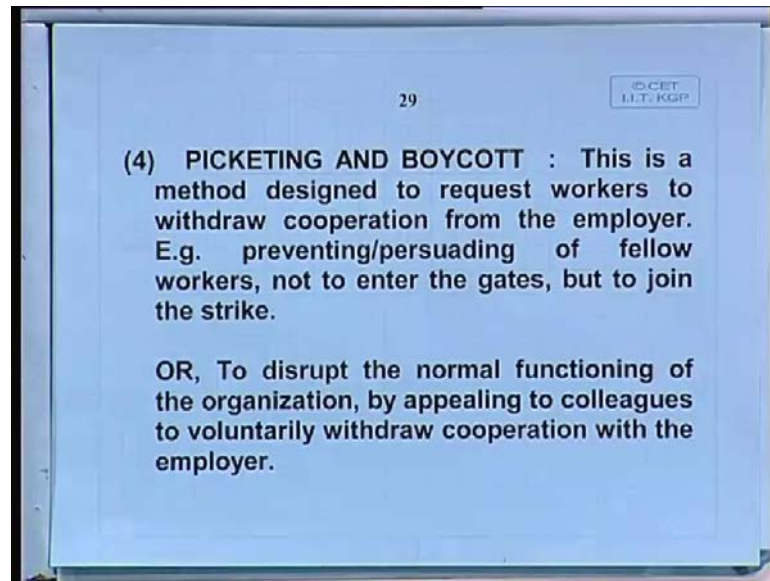 29
© CET
I.I.T. KGP
(4) PICKETING AND BOYCOTT : This is a
method designed to request workers to
withdraw cooperation from the employer.
E.g. preventing/persuading of fellow
workers, not to enter the gates, but to join
the strike.
OR, To disrupt the normal functioning of
the organization, by appealing to colleagues
to voluntarily withdraw cooperation with the
employer.